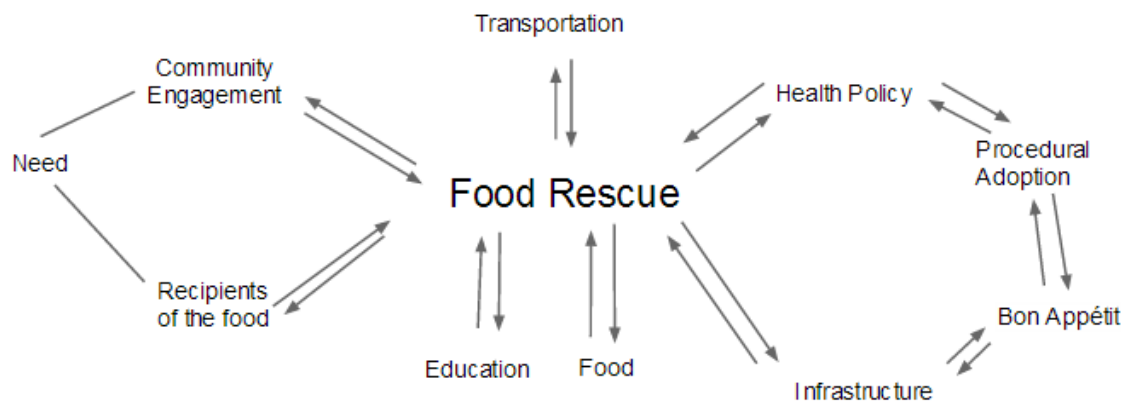 Transportation
Community
Engagement
Health Policy
Need
Procedural
Adoption
Food Rescue
Recipients
of the food
Bon Appétit
Education
Food
Infrastructure